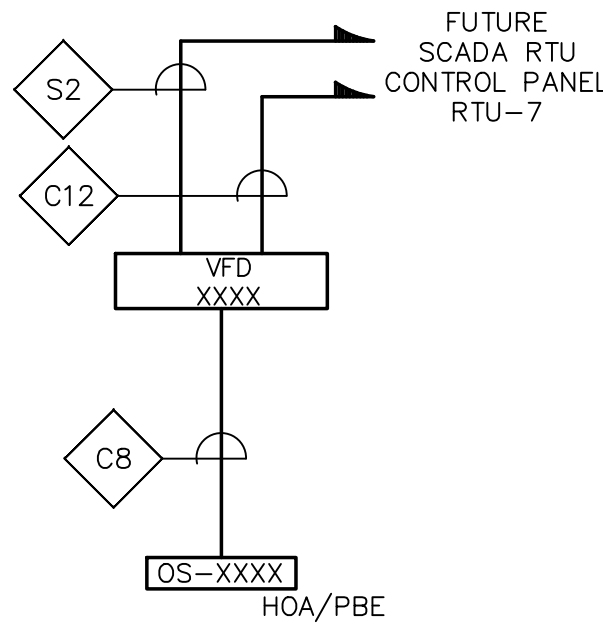 FUTURE
SCADA RTU
CONTROL PANEL
RTU-7
S2
C12
VFD
XXXX
C8
OS-XXXX
HOA/PBE